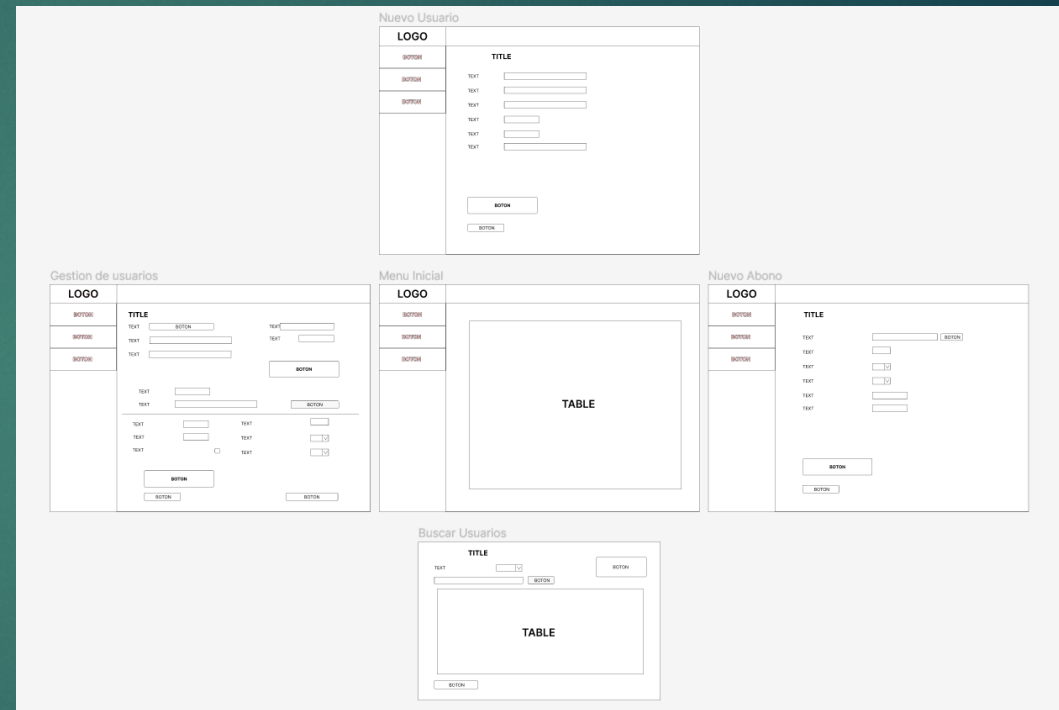 Nuevo Usuario
LOGO
BOTON
TITLE
BOTON
BOTON
TEXT
TEXT
TEXT
TEXT
TEXT
TEXT
BOTON
BOTON
Gestion de usuarios
LOGO
BOTON
BOTON
BOTON
TITLE
TEXT BOTON TEXT
TEXT TEXT
TEXT
BOTON
TEXT
TEXT BOTON
TEXT TEXT
TEXT TEXT
TEXT TEXT
BOTON
BOTON BOTON
Menu Inicial
LOGO
BOTON
BOTON
BOTON
TABLE
Nuevo Abono
LOGO
BOTON
BOTON
BOTON
TITLE
TEXT BOTON
TEXT
TEXT
TEXT
TEXT
TEXT
BOTON
BOTON
Buscar Usuarios
TITLE
TEXT BOTON
BOTON
TABLE
BOTON